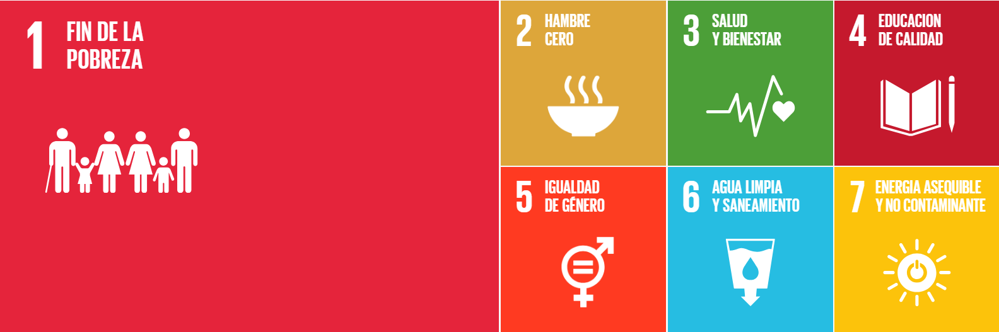 1
FIN DE LA
POBREZA
2
HAMBRE
CERO
3
SALUD
Y BIENESTAR
4
EDUCACION
DE CALIDAD
5
IGUALDAD
DE GÉNERO
6
AGUA LIMPIA
Y SANEAMIENTO
7
ENERGIA ASEQUIBLE
Y NO CONTAMINANTE